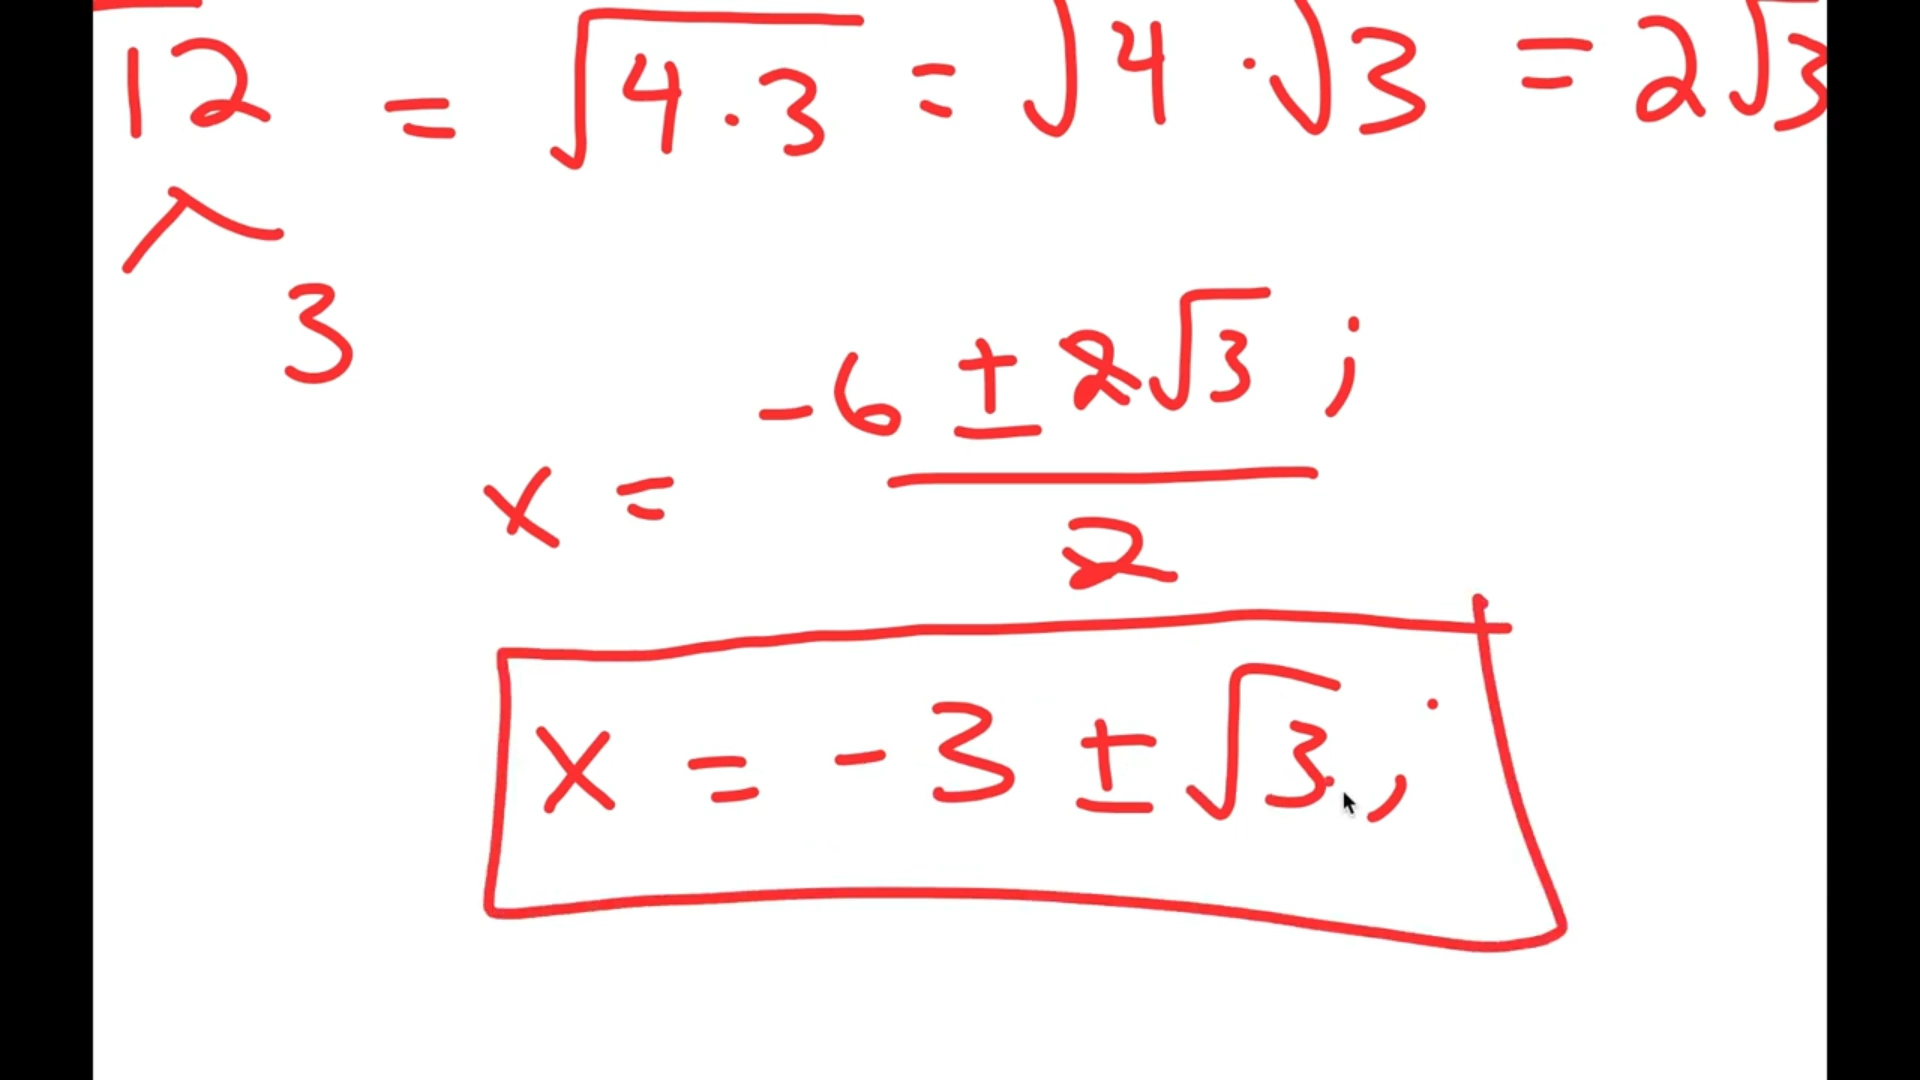 √12 = √4·3 = √4 · √3 = 2√3
3
x = (-6 ± 2√3 i) / 2
x = -3 ± √3 i